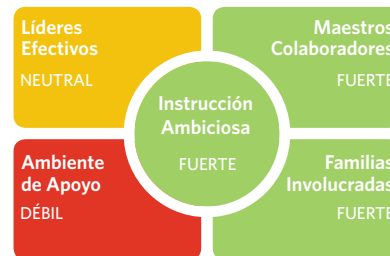 Líderes
Efectivos
NEUTRAL
Maestros
Colaboradores
FUERTE
Instrucción
Ambiciosa
FUERTE
Ambiente
de Apoyo
DÉBIL
Familias
Involucradas
FUERTE